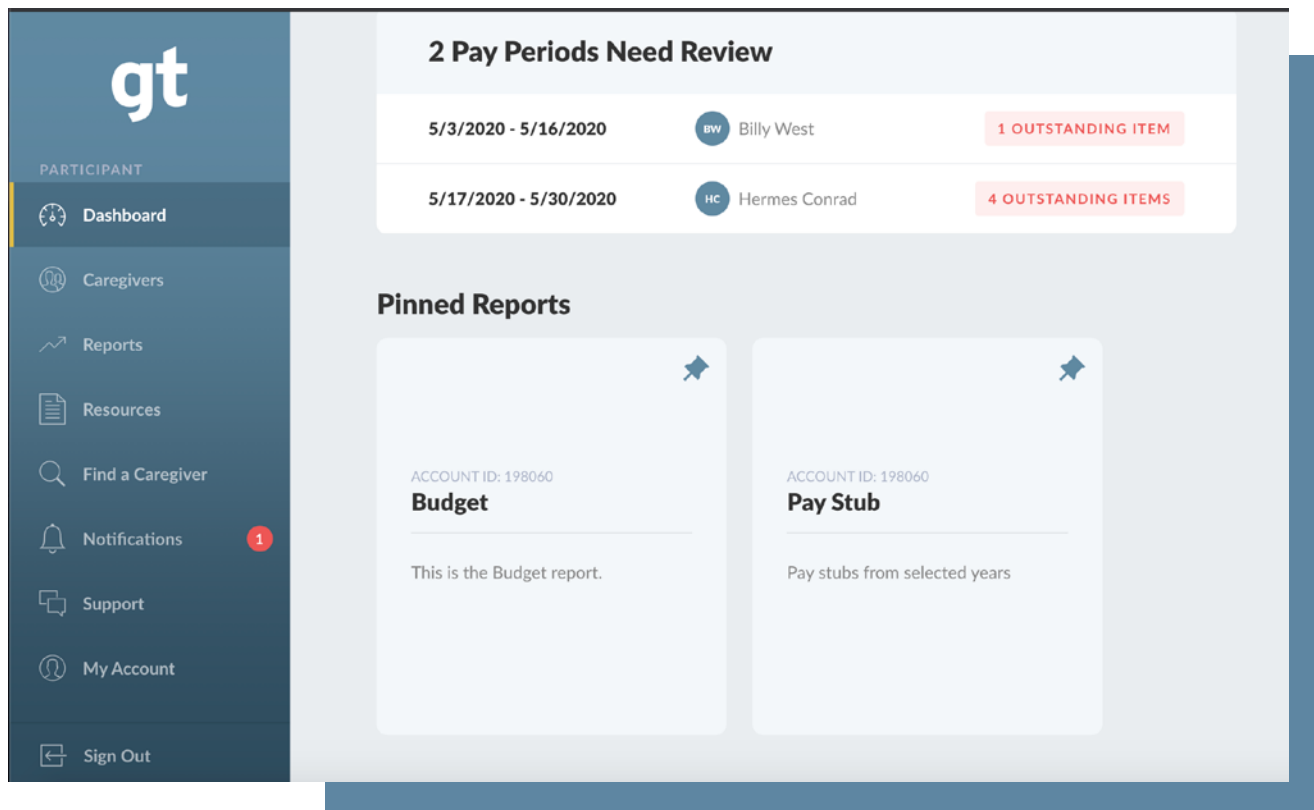 gt
PARTICIPANT
Dashboard
Caregivers
Reports
Resources
Find a Caregiver
Notifications 1
Support
My Account
Sign Out
2 Pay Periods Need Review
5/3/2020 - 5/16/2020 BW Billy West 1 OUTSTANDING ITEM
5/17/2020 - 5/30/2020 HC Hermes Conrad 4 OUTSTANDING ITEMS
Pinned Reports
ACCOUNT ID: 198060
Budget
This is the Budget report.
ACCOUNT ID: 198060
Pay Stub
Pay stubs from selected years